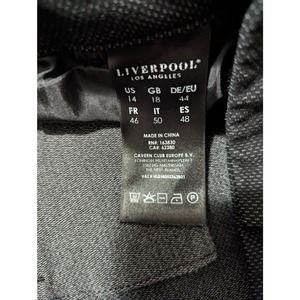 LIVERPOOL
LOS ANGELES
US GB DE/EU
14 18 44
FR IT ES
46 50 48
MADE IN CHINA
RN#: 163830
CA#: 62380
CAVERN CLUB EUROPE B.V.